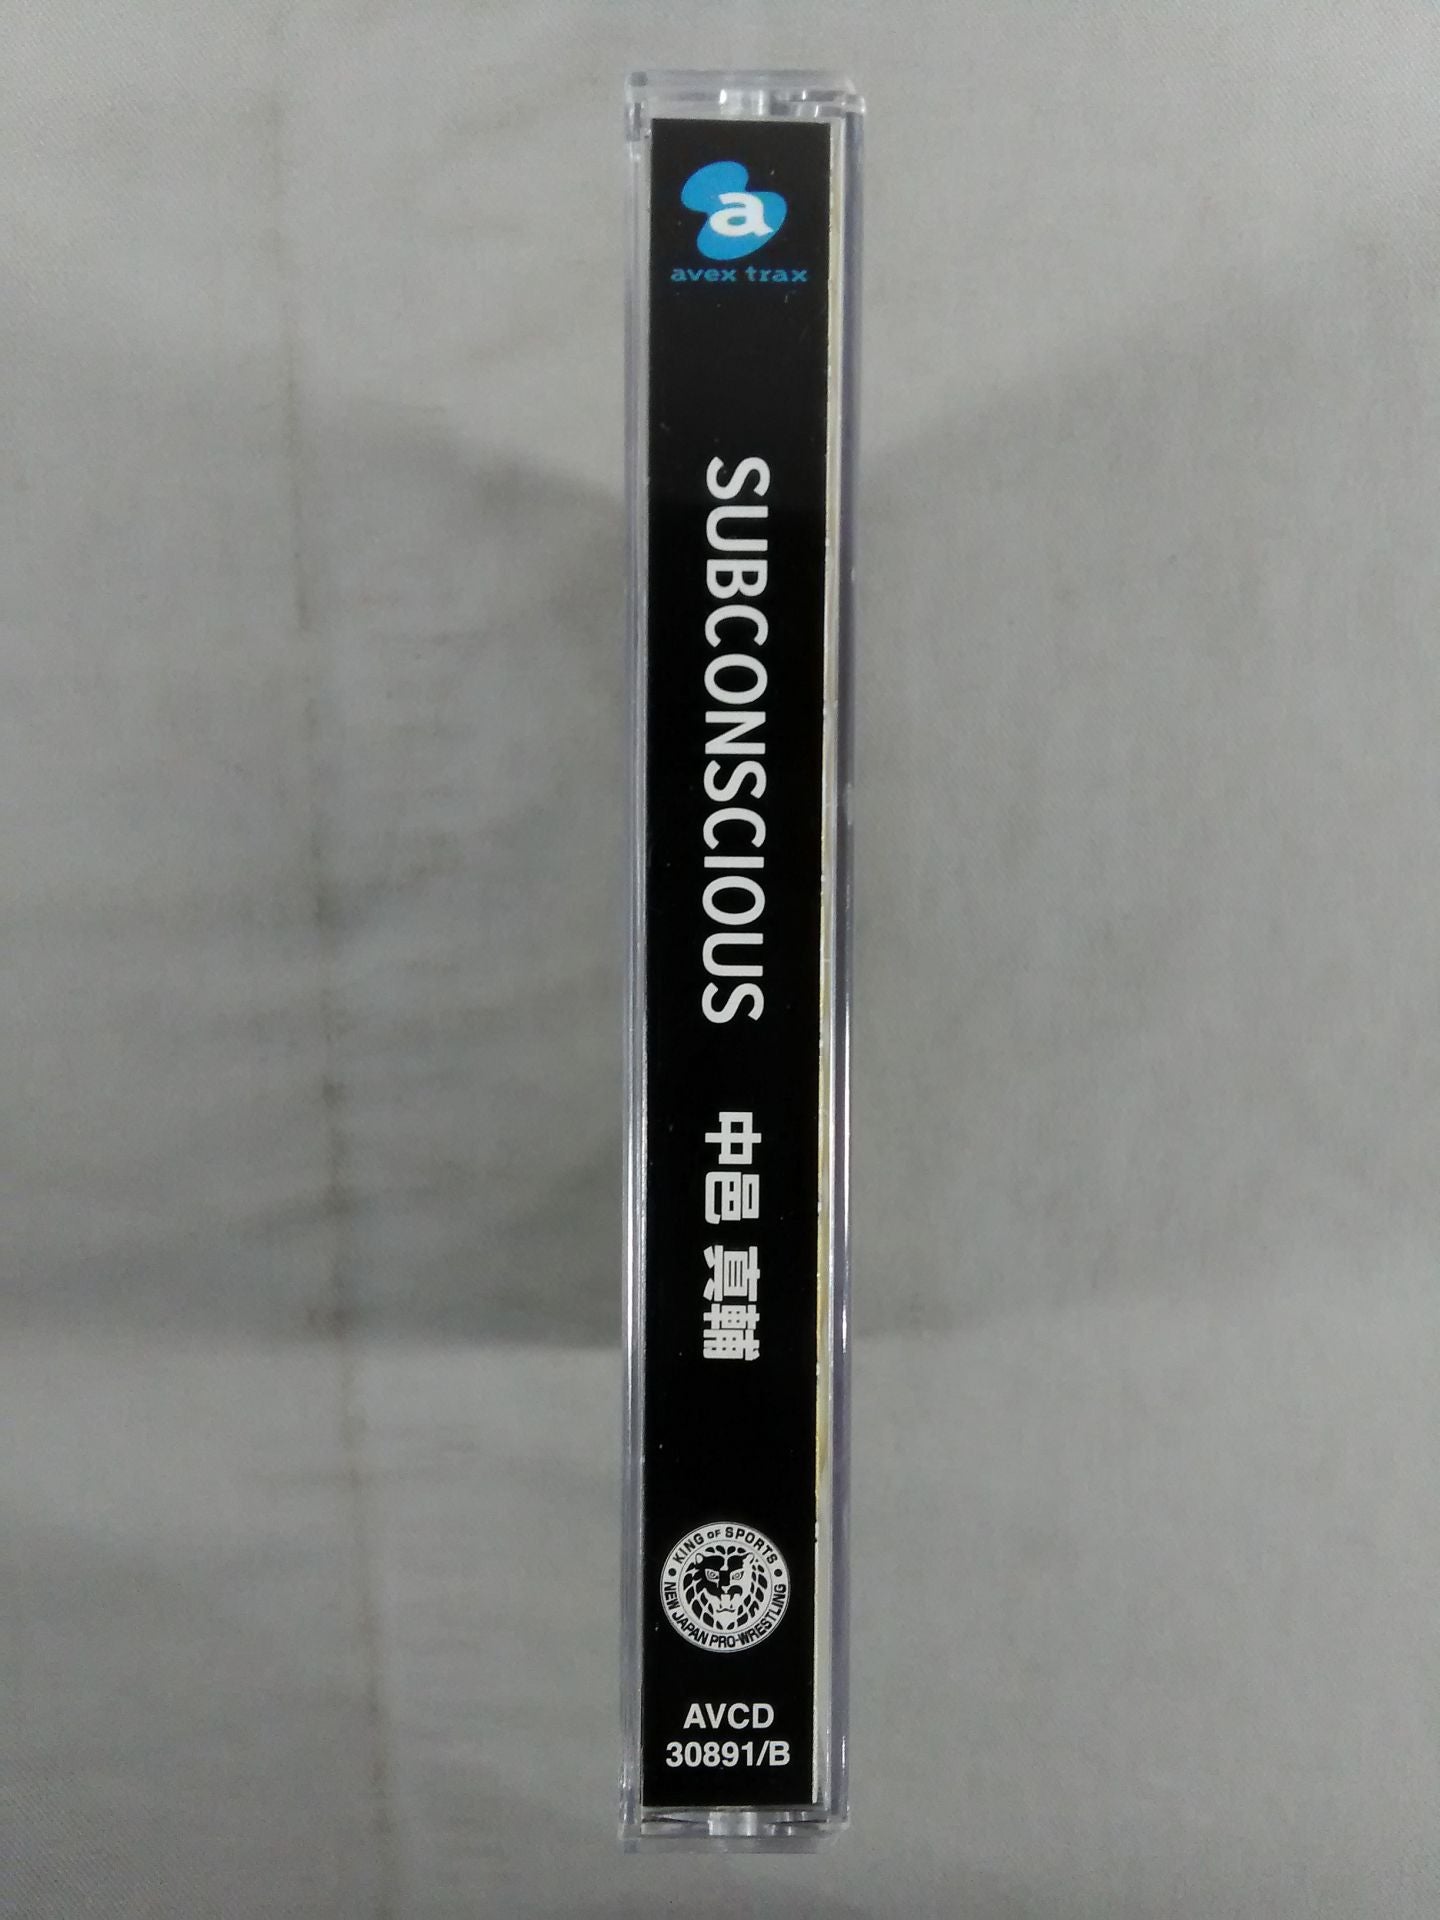 a
avex trax
SUBCONSCIOUS 中邑 真輔
KING OF SPORTS
NEW JAPAN PRO-WRESTLING
AVCD
30891/B